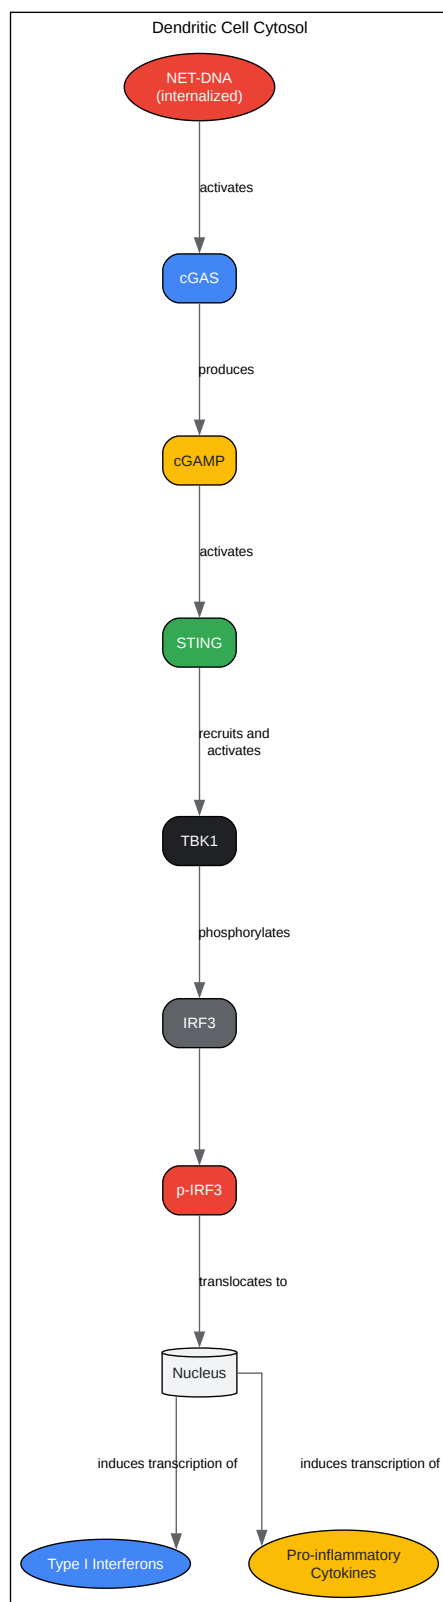 Dendritic Cell Cytosol
NET-DNA
(internalized)
activates
cGAS
produces
cGAMP
activates
STING
recruits and
activates
TBK1
phosphorylates
IRF3
p-IRF3
translocates to
Nucleus
induces transcription of
induces transcription of
Type I Interferons
Pro-inflammatory
Cytokines